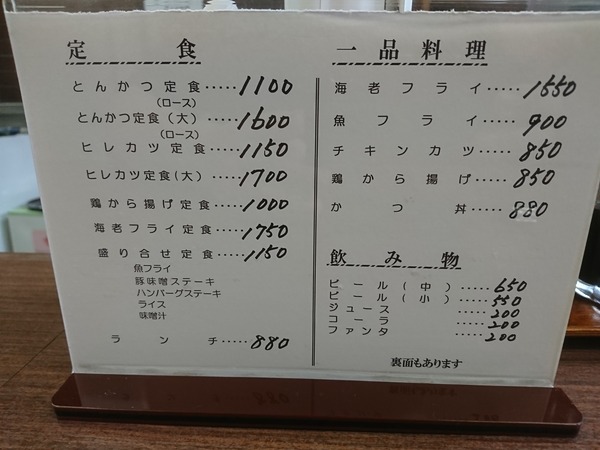 定食
とんかつ定食・・・・・1100
(ロース)
とんかつ定食(大)・・・・・1600
(ロース)
ヒレカツ定食・・・・・1150
ヒレカツ定食(大)・・・・・1700
鶏から揚げ定食・・・・・1000
海老フライ定食・・・・・1750
盛り合せ定食・・・・・1150
魚フライ
豚味噌ステーキ
ハンバーグステーキ
ライス
味噌汁
ランチ・・・・・880
一品料理
海老フライ・・・・・1550
魚フライ・・・・・900
チキンカツ・・・・・850
鶏から揚げ・・・・・850
かつ丼・・・・・880
飲み物
ビール(中)・・・・・650
ビール(小)・・・・・550
ジュース・・・・・200
コーラ・・・・・200
ファンタ・・・・・200
裏面もあります